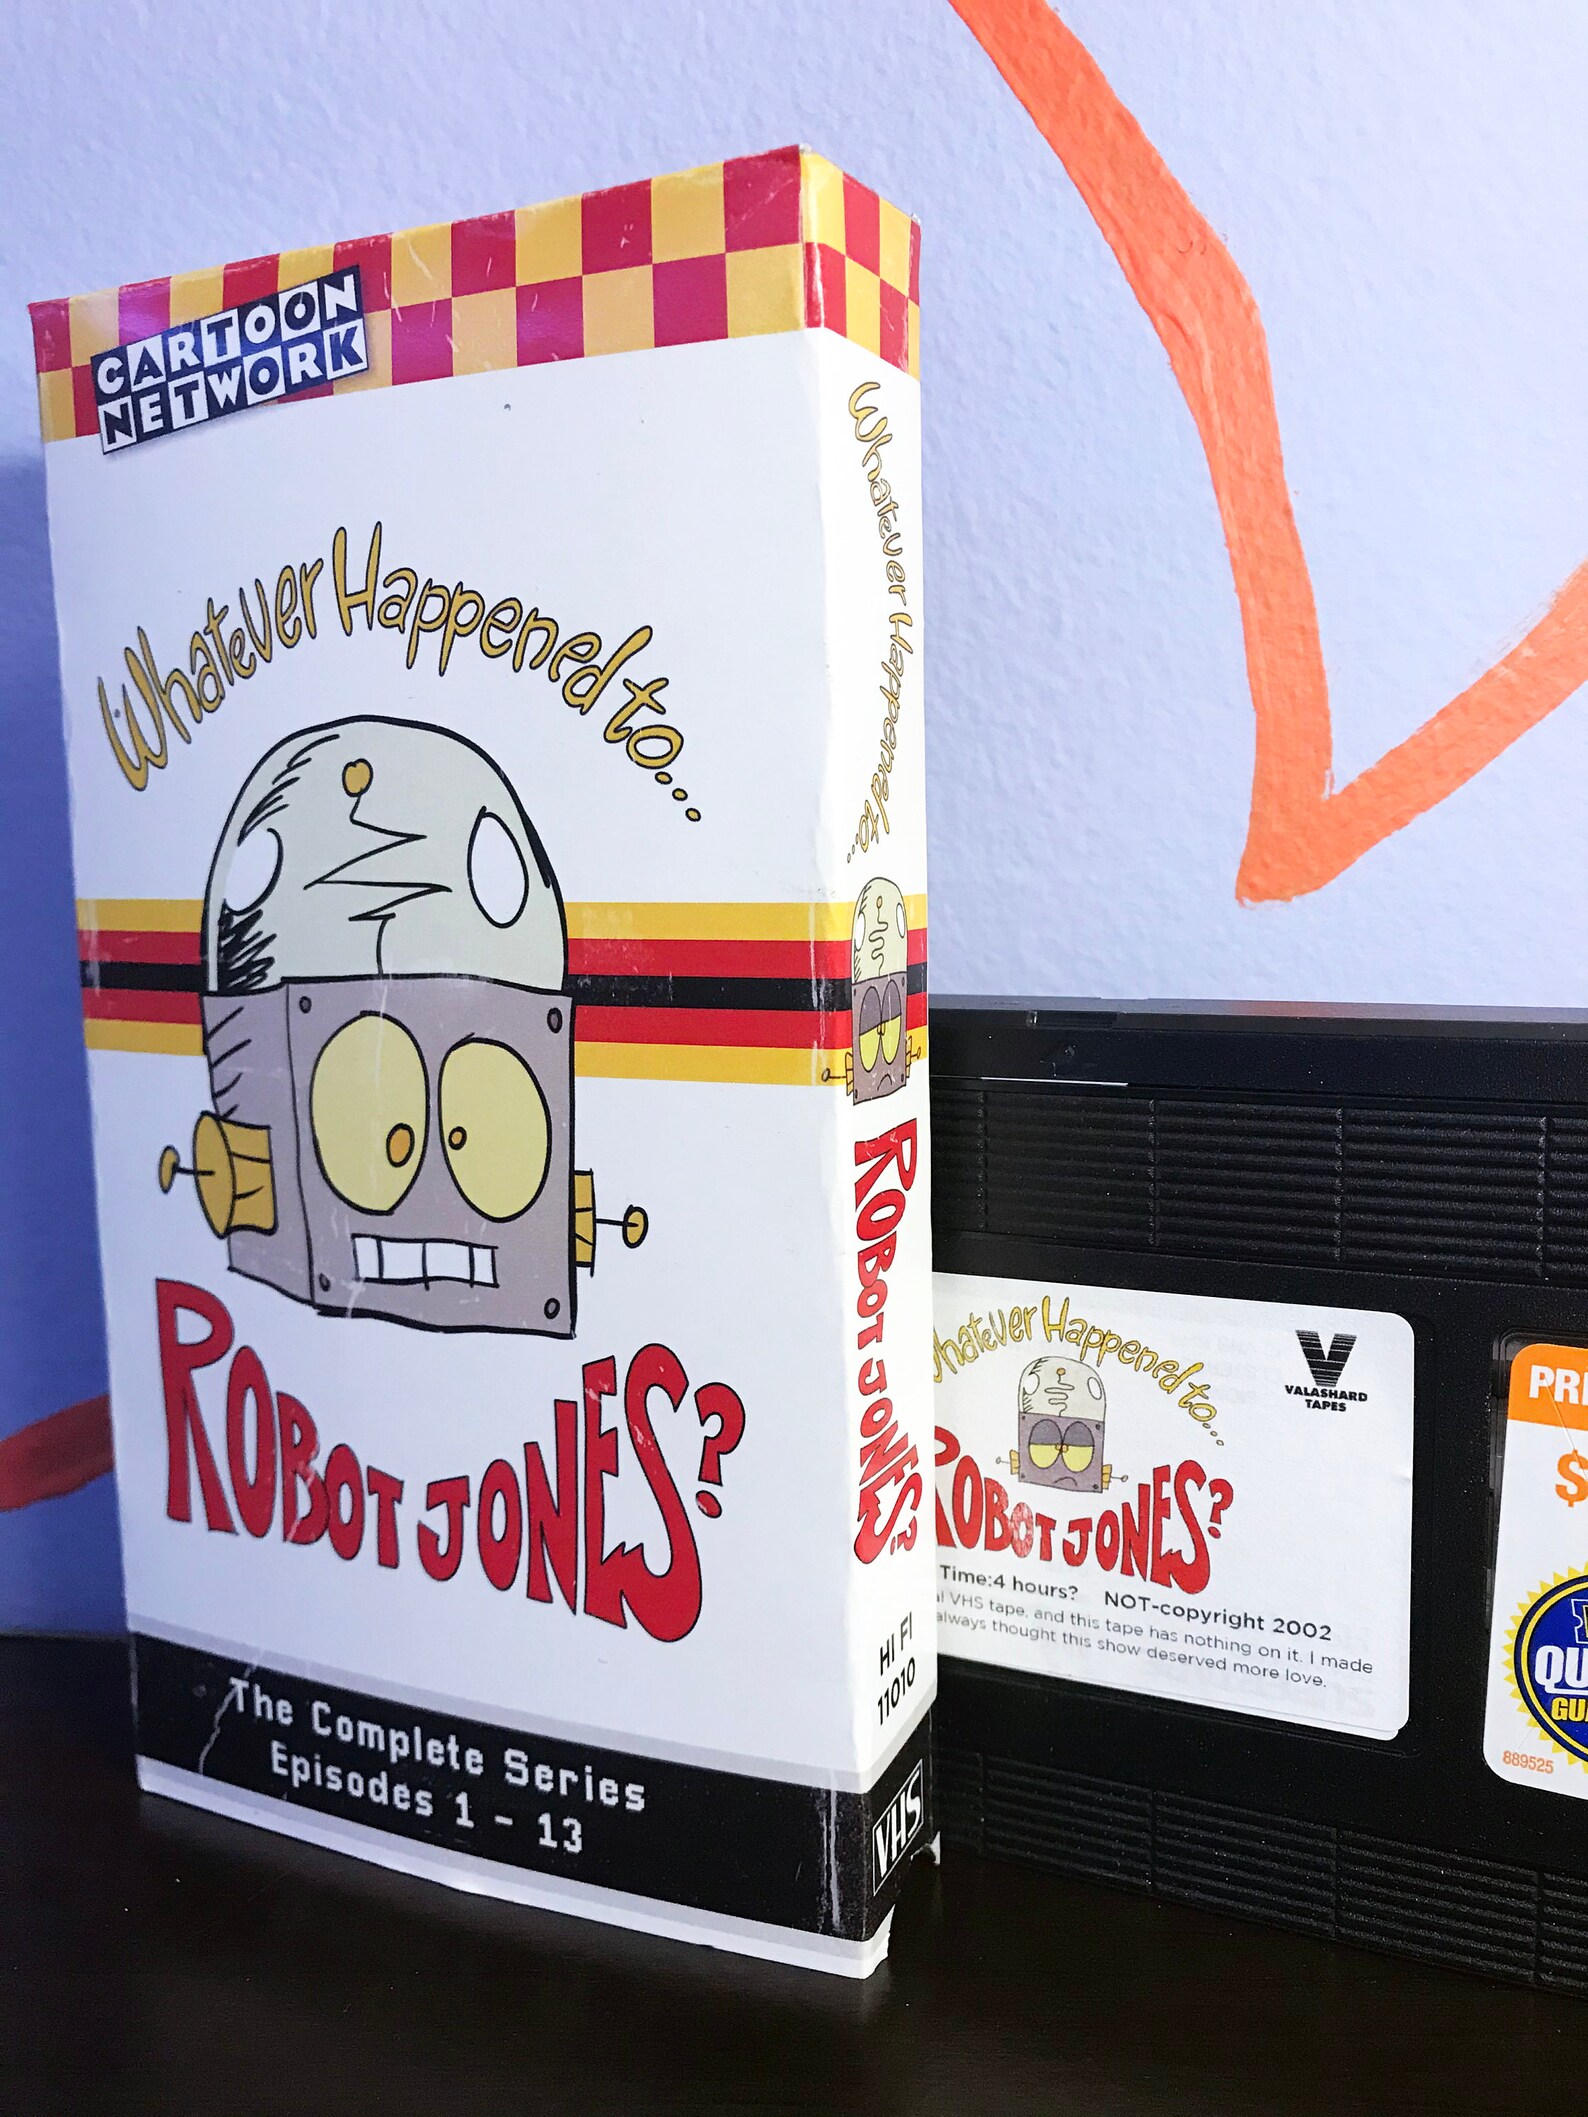 CARTOON
NETWORK
Whatever Happened to...
ROBOT JONES?
The Complete Series
Episodes 1 - 13
Whatever Happened to...
ROBOT JONES?
HI FI
11010
VHS
Whatever Happened to...
ROBOT JONES?
V
VALASHARD
TAPES
Time:4 hours? NOT-copyright 2002
VHS tape, and this tape has nothing on it. I made
always thought this show deserved more love.
$
889525